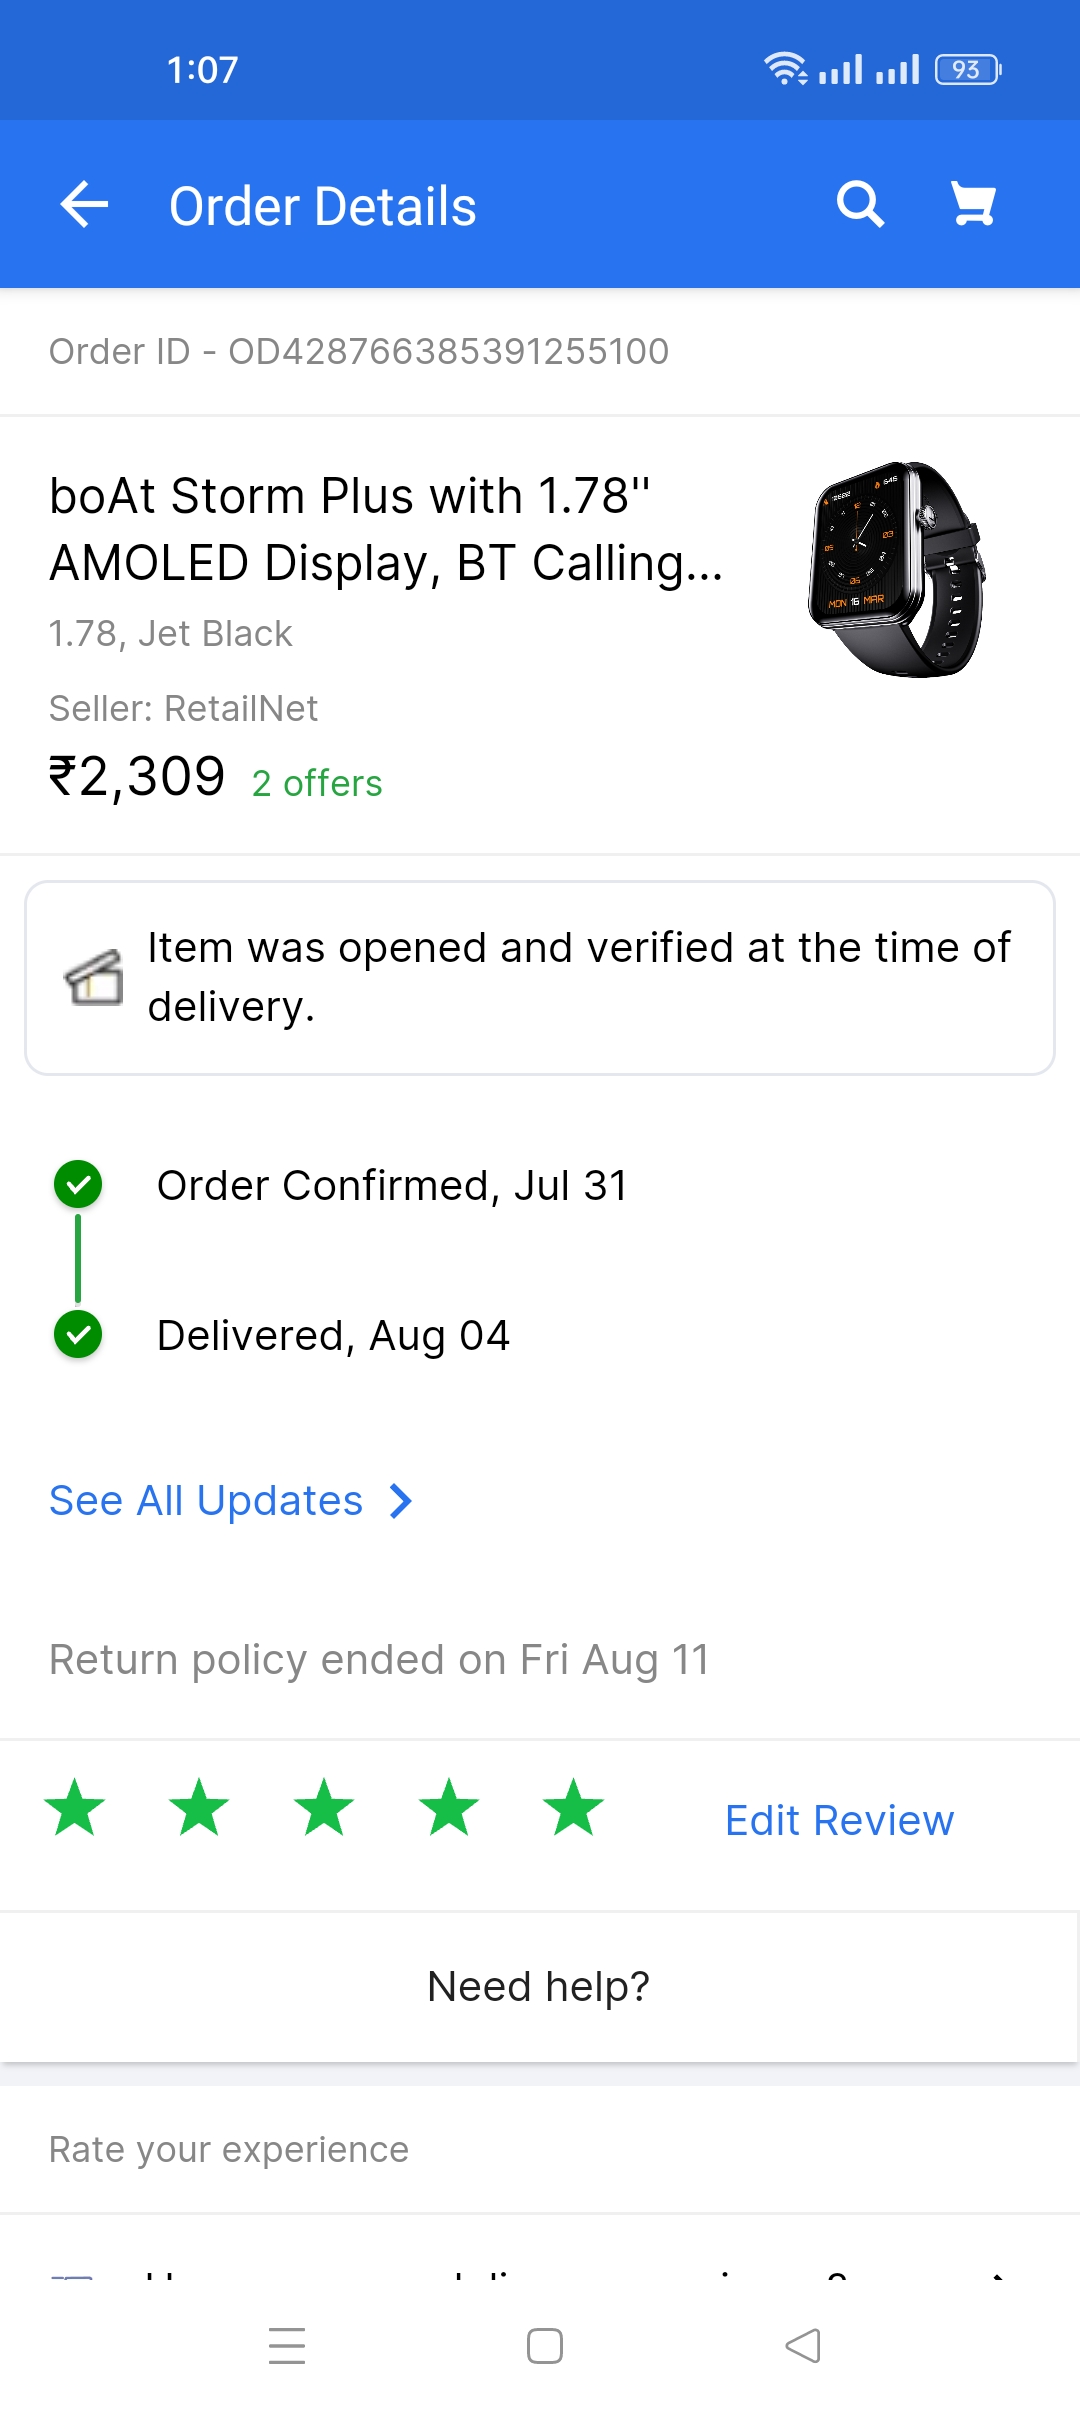 1:07
93
Order Details
Order ID - OD428766385391255100
boAt Storm Plus with 1.78"
AMOLED Display, BT Calling...
1.78, Jet Black
MON 16 MAR
Seller: RetailNet
₹2,309 2 offers
Item was opened and verified at the time of
delivery.
Order Confirmed, Jul 31
Delivered, Aug 04
See All Updates
Return policy ended on Fri Aug 11
Edit Review
Need help?
Rate your experience